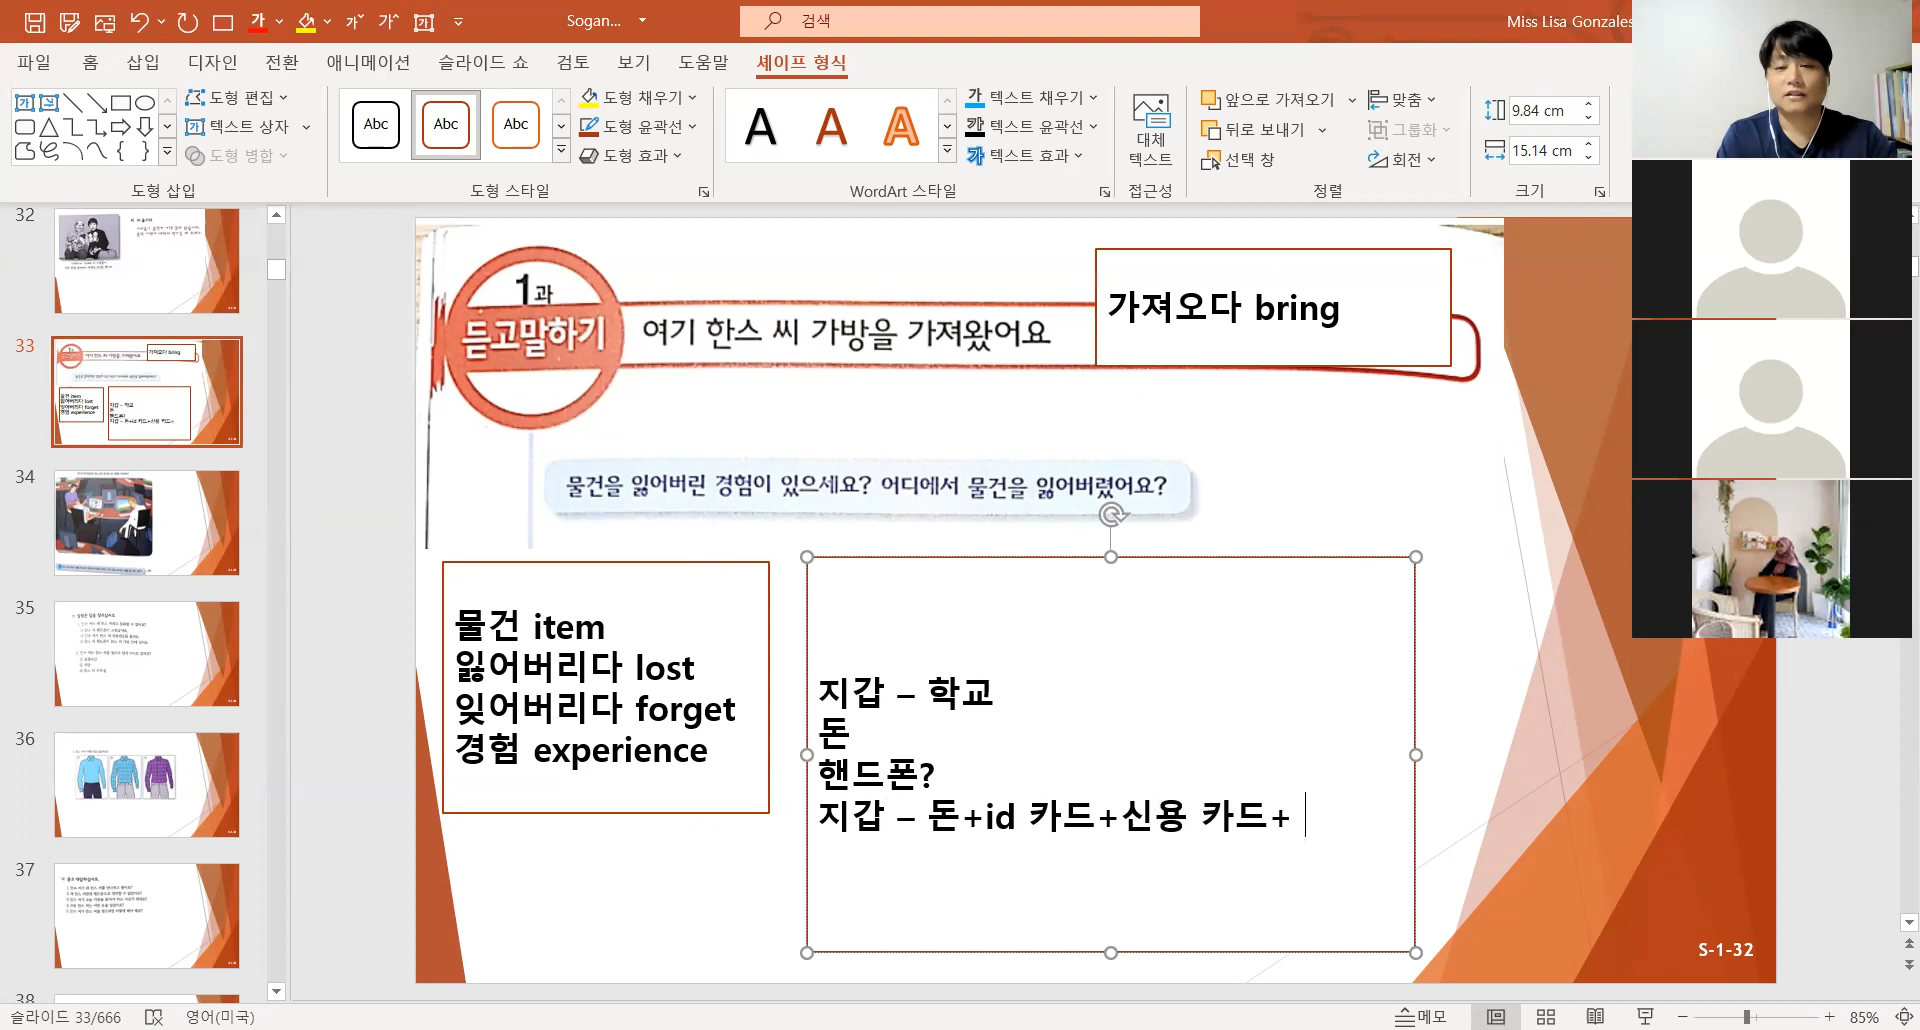 Sogan...
검색
Miss Lisa Gonzales
파일 홈 삽입 디자인 전환 애니메이션 슬라이드 쇼 검토 보기 도움말 셰이프 형식
도형 편집
텍스트 상자
도형 병합
도형 삽입
Abc Abc Abc
도형 채우기
도형 윤곽선
도형 효과
도형 스타일
A A A
텍스트 채우기
텍스트 윤곽선
텍스트 효과
WordArt 스타일
대체
텍스트
접근성
앞으로 가져오기
뒤로 보내기
선택 창
맞춤
그룹화
회전
정렬
9.84 cm
15.14 cm
크기
32
33
34
35
36
37
38
1과
듣고말하기
여기 한스 씨 가방을 가져왔어요
가져오다 bring
물건을 잃어버린 경험이 있으세요? 어디에서 물건을 잃어버렸어요?
물건 item
잃어버리다 lost
잊어버리다 forget
경험 experience
지갑 – 학교
돈
핸드폰?
지갑 – 돈+id 카드+신용 카드+
S-1-32
슬라이드 33/666
영어(미국)
메모
85%